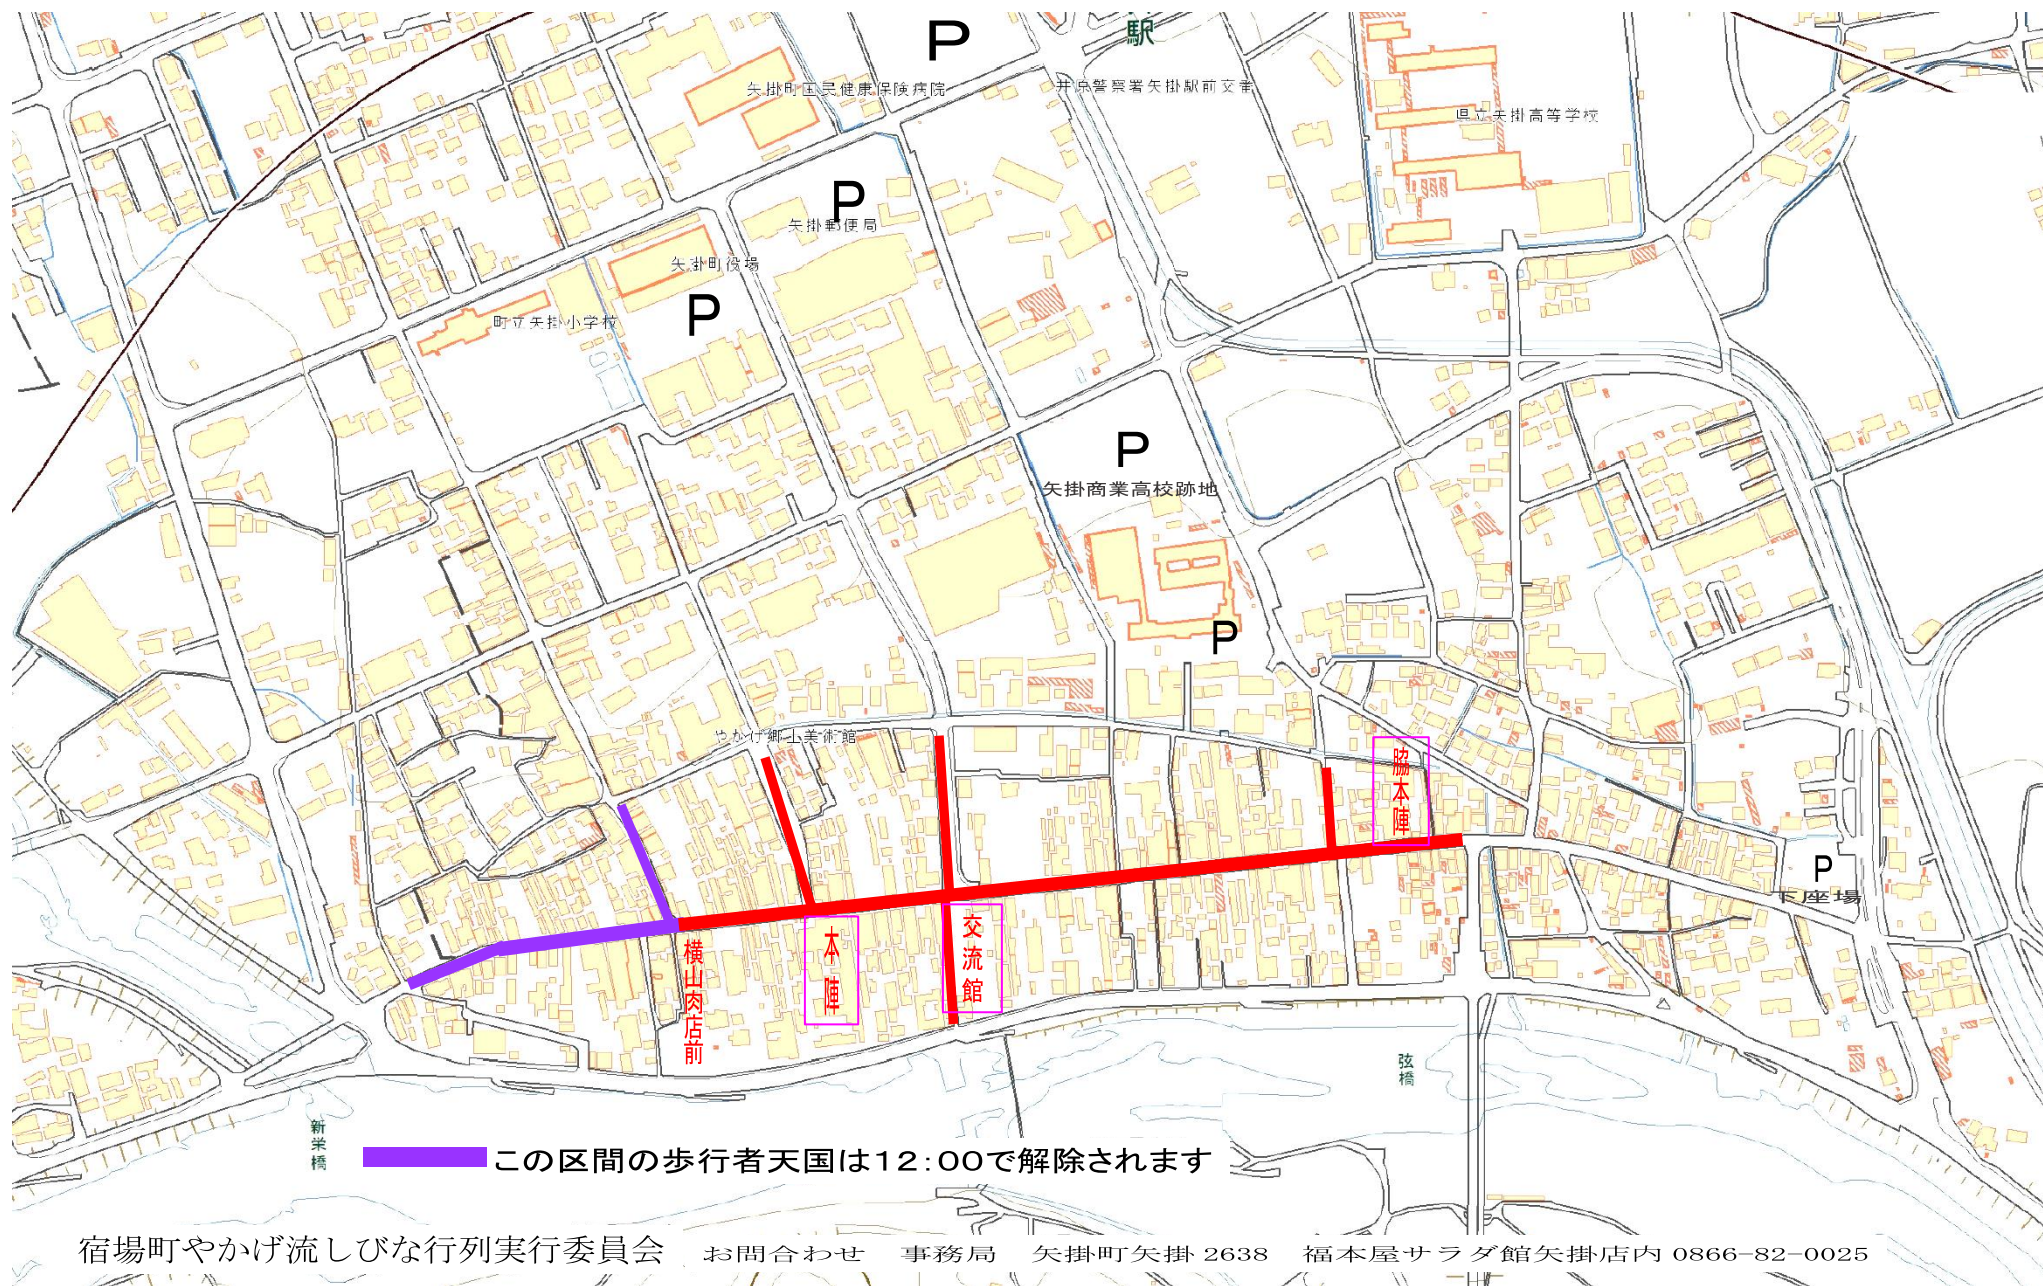 駅
P
矢掛町国民健康保険病院
井原警察署矢掛駅前交番
県立矢掛高等学校
P
矢掛郵便局
矢掛町役場
P
町立矢掛小学校
P
矢掛商業高校跡地
P
やかげ郷土美術館
脇本陣
P
下座場
本陣
交流館
横山肉店前
弦橋
新栄橋
この区間の歩行者天国は12:00で解除されます
宿場町やかげ流しびな行列実行委員会 お問合わせ 事務局 矢掛町矢掛2638 福本屋サラダ館矢掛店内 0866-82-0025